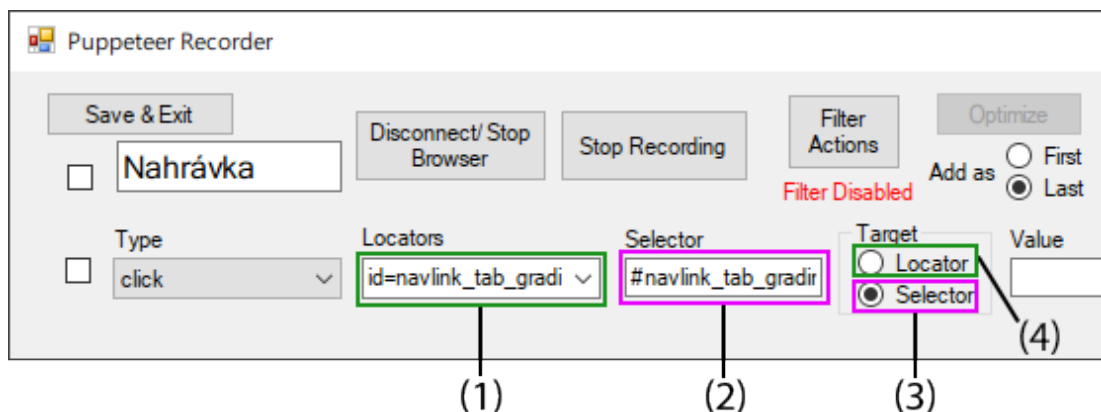 Puppeteer Recorder
Save & Exit
Nahrávka
Disconnect/ Stop
Browser
Stop Recording
Filter
Actions
Filter Disabled
Optimize
Add as
First
Last
Type
Locators
Selector
Target
Value
click
id=navlink_tab_gradi
#navlink_tab_gradir
Locator
Selector
(4)
(1)
(2)
(3)